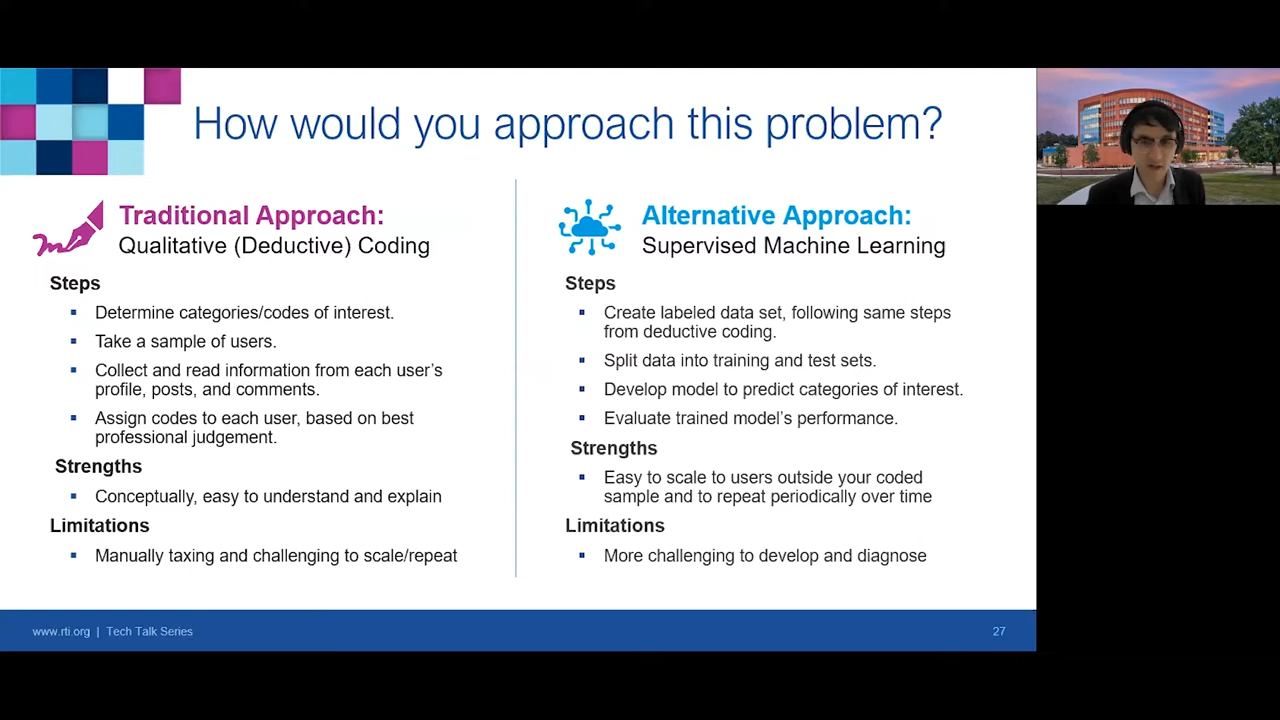 How would you approach this problem?
Traditional Approach:
Qualitative (Deductive) Coding
Steps
Determine categories/codes of interest.
Take a sample of users.
Collect and read information from each user's
profile, posts, and comments.
Assign codes to each user, based on best
professional judgement.
Strengths
Conceptually, easy to understand and explain
Limitations
Manually taxing and challenging to scale/repeat
Alternative Approach:
Supervised Machine Learning
Steps
Create labeled data set, following same steps
from deductive coding.
Split data into training and test sets.
Develop model to predict categories of interest.
Evaluate trained model's performance.
Strengths
Easy to scale to users outside your coded
sample and to repeat periodically over time
Limitations
More challenging to develop and diagnose
www.rti.org | Tech Talk Series
27